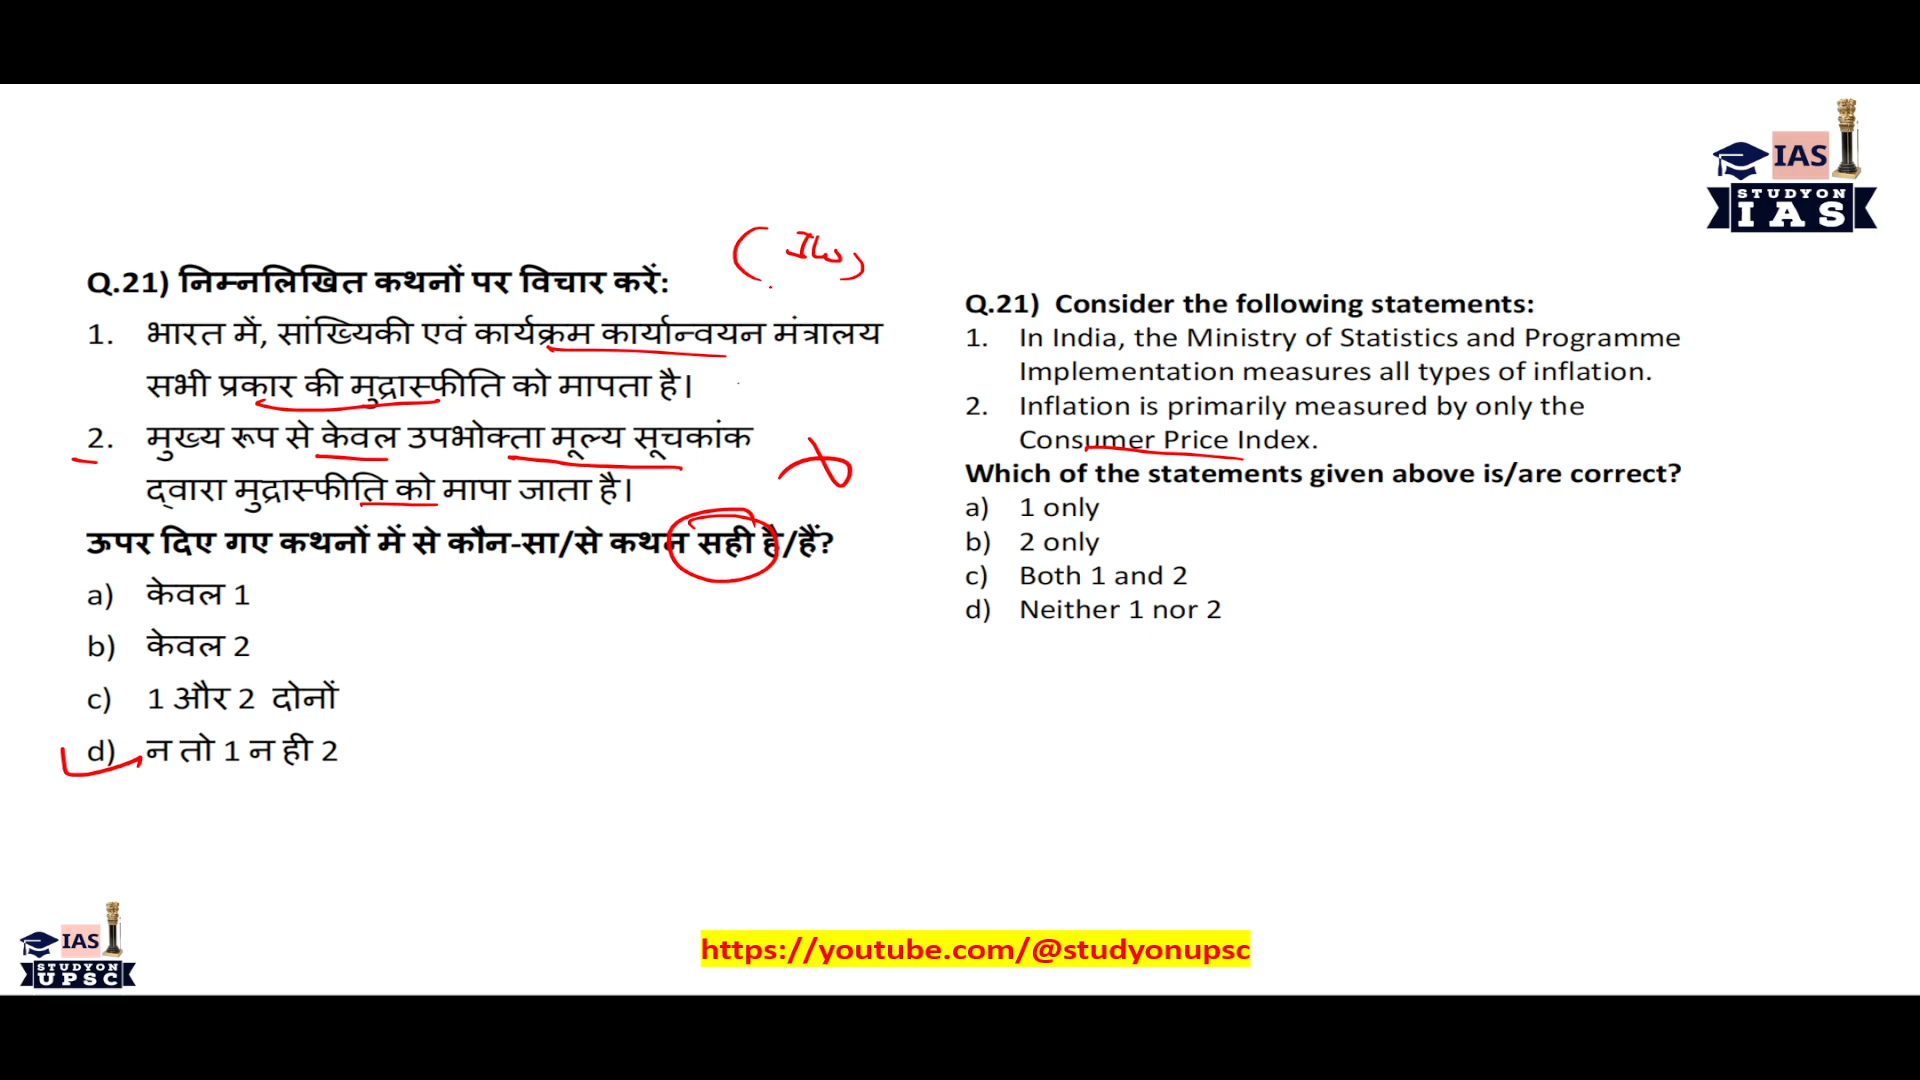 IAS
STUDYON
IAS
Q.21) निम्नलिखित कथनों पर विचार करें:
1. भारत में, सांख्यिकी एवं कार्यक्रम कार्यान्वयन मंत्रालय
सभी प्रकार की मुद्रास्फीति को मापता है।
2. मुख्य रूप से केवल उपभोक्ता मूल्य सूचकांक
द्वारा मुद्रास्फीति को मापा जाता है।
ऊपर दिए गए कथनों में से कौन-सा/से कथन सही है/हैं?
a) केवल 1
b) केवल 2
c) 1 और 2 दोनों
d) न तो 1 न ही 2
Q.21) Consider the following statements:
1. In India, the Ministry of Statistics and Programme
Implementation measures all types of inflation.
2. Inflation is primarily measured by only the
Consumer Price Index.
Which of the statements given above is/are correct?
a) 1 only
b) 2 only
c) Both 1 and 2
d) Neither 1 nor 2
IAS
STUDYON
UPSC
https://youtube.com/@studyonupsc